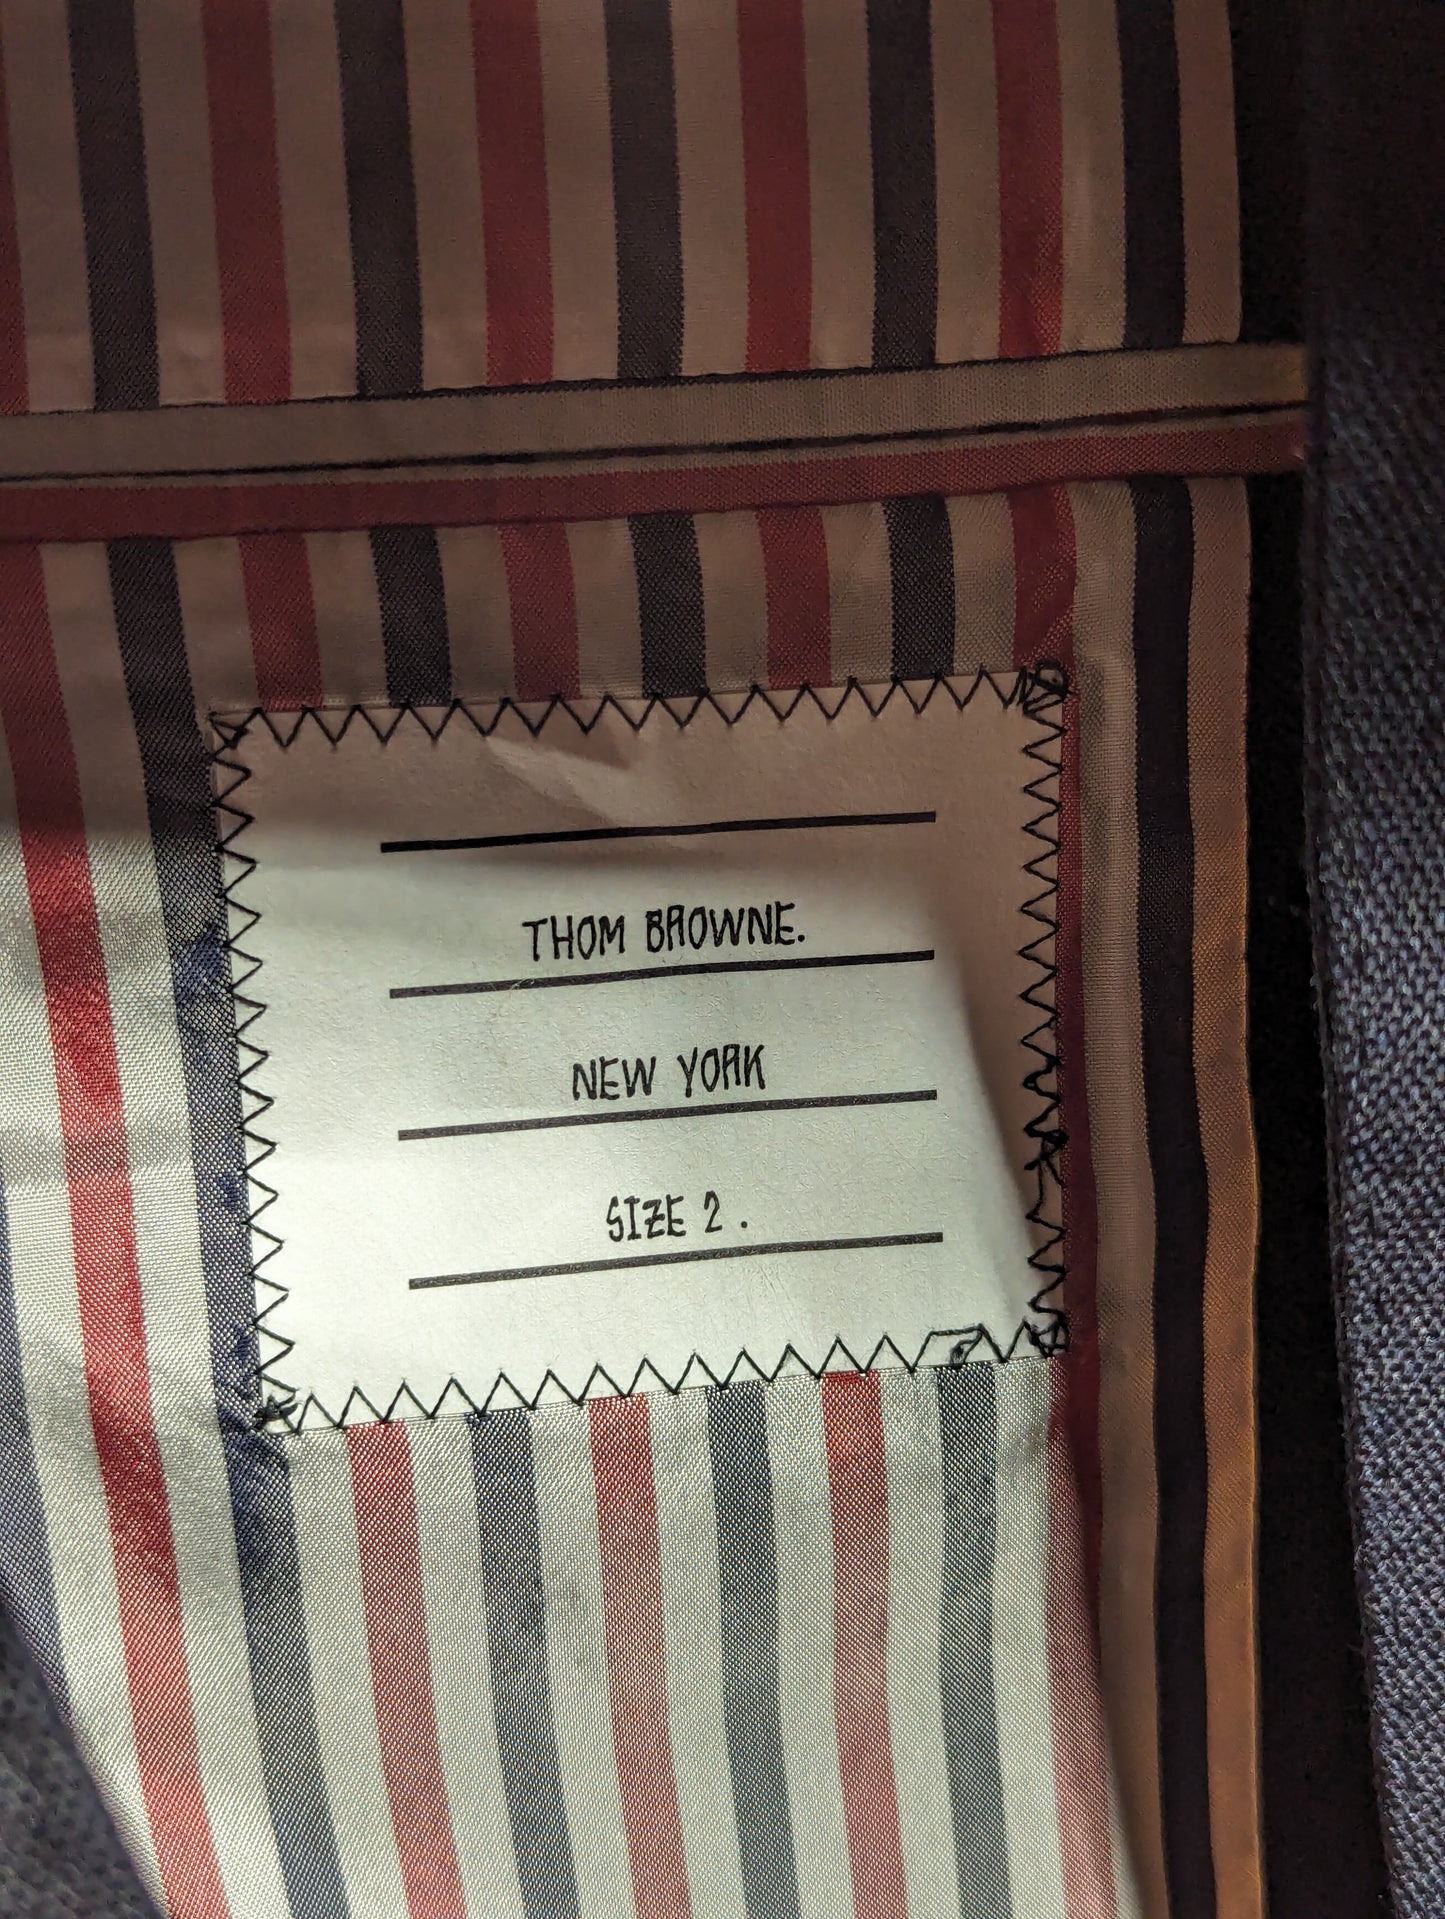 THOM BROWNE.
NEW YORK
SIZE 2.